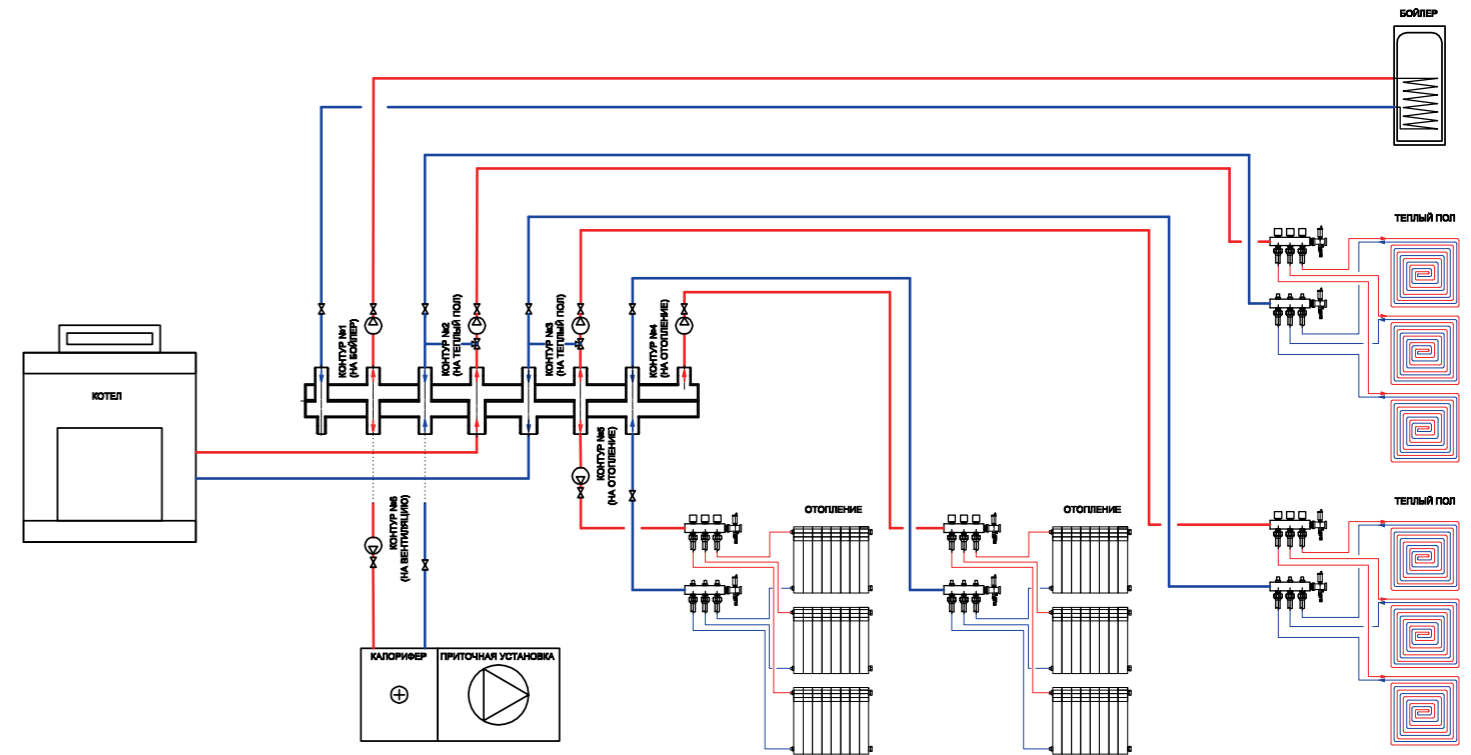 БОЙЛЕР
ТЕПЛЫЙ ПОЛ
КОНТУР №1
(НА БОЙЛЕР)
КОНТУР №2
(НА ТЕПЛЫЙ ПОЛ)
КОНТУР №3
(НА ТЕПЛЫЙ ПОЛ)
КОНТУР №4
(НА ОТОПЛЕНИЕ)
КОТЕЛ
КОНТУР №5
(НА ОТОПЛЕНИЕ)
КОНТУР №6
(НА ВЕНТИЛЯЦИЮ)
ОТОПЛЕНИЕ
ОТОПЛЕНИЕ
ТЕПЛЫЙ ПОЛ
КАЛОРИФЕР
ПРИТОЧНАЯ УСТАНОВКА